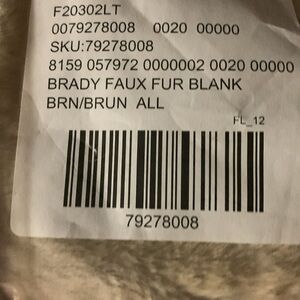 F20302LT
0079278008 0020 00000
SKU:79278008
8159 057972 0000002 0020 00000
BRADY FAUX FUR BLANK
BRN/BRUN ALL
FL_12
79278008